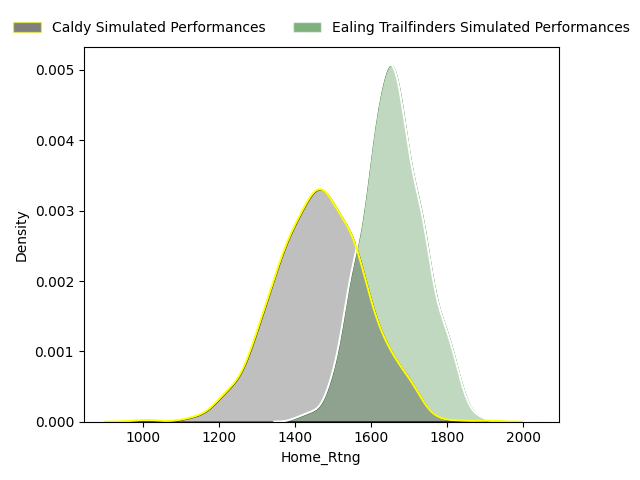 Caldy Simulated Performances Ealing Trailfinders Simulated Performances
0.005
0.004
0.003
0.002
0.001
0.000
Density
1000 1200 1400 1600 1800 2000
Home_Rtng